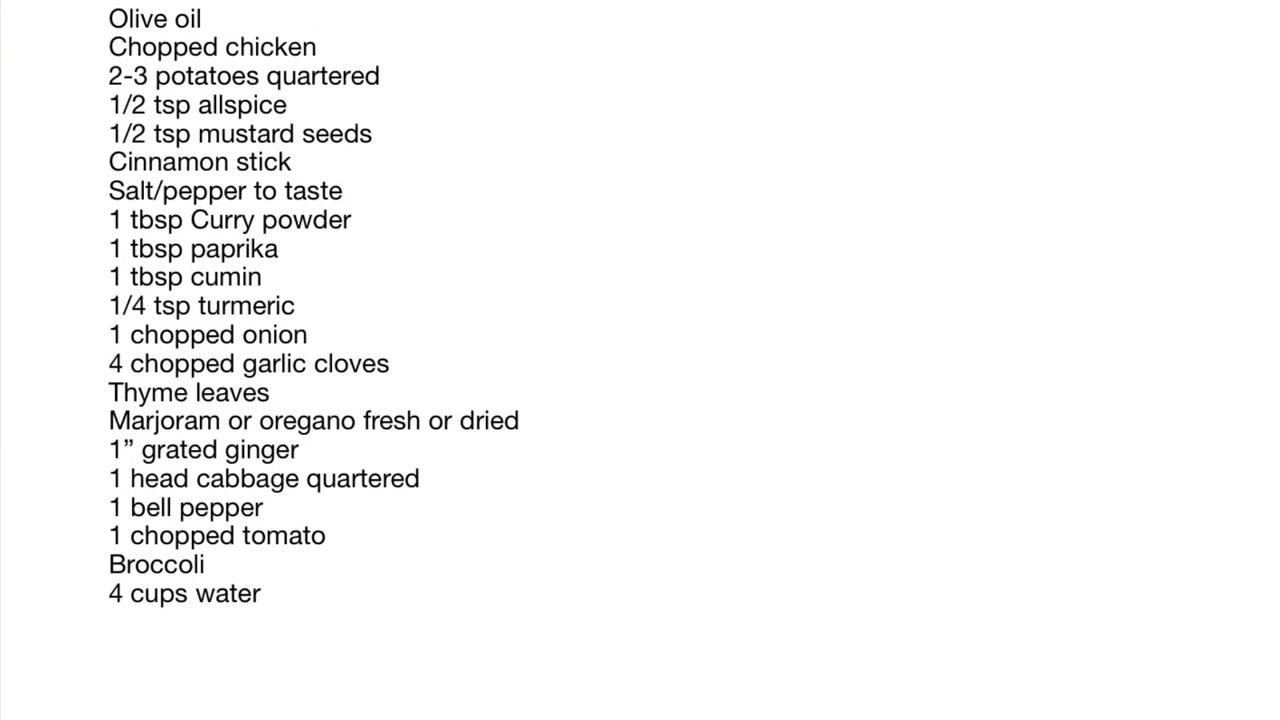 Olive oil
Chopped chicken
2-3 potatoes quartered
1/2 tsp allspice
1/2 tsp mustard seeds
Cinnamon stick
Salt/pepper to taste
1 tbsp Curry powder
1 tbsp paprika
1 tbsp cumin
1/4 tsp turmeric
1 chopped onion
4 chopped garlic cloves
Thyme leaves
Marjoram or oregano fresh or dried
1” grated ginger
1 head cabbage quartered
1 bell pepper
1 chopped tomato
Broccoli
4 cups water